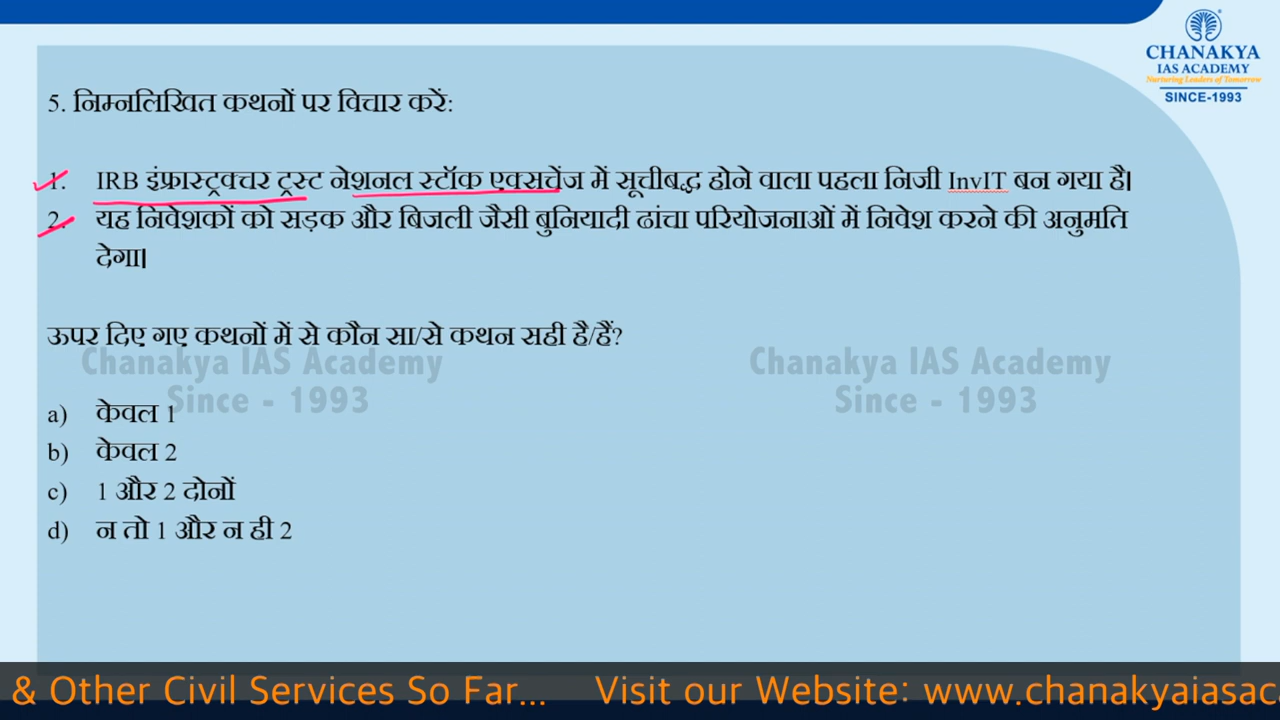 CHANAKYA
IAS ACADEMY
Nurturing Leaders of Tomorrow
SINCE-1993
5. निम्नलिखित कथनों पर विचार करें:
1. IRB इंफ्रास्ट्रक्चर ट्रस्ट नेशनल स्टॉक एक्सचेंज में सूचीबद्ध होने वाला पहला निजी InvIT बन गया है।
2. यह निवेशकों को सड़क और बिजली जैसी बुनियादी ढांचा परियोजनाओं में निवेश करने की अनुमति
देगा।
ऊपर दिए गए कथनों में से कौन सा/से कथन सही है/हैं?
Chanakya IAS Academy
Since - 1993
Chanakya IAS Academy
Since - 1993
a) केवल 1
b) केवल 2
c) 1 और 2 दोनों
d) न तो 1 और न ही 2
& Other Civil Services So Far... Visit our Website: www.chanakyaiasac